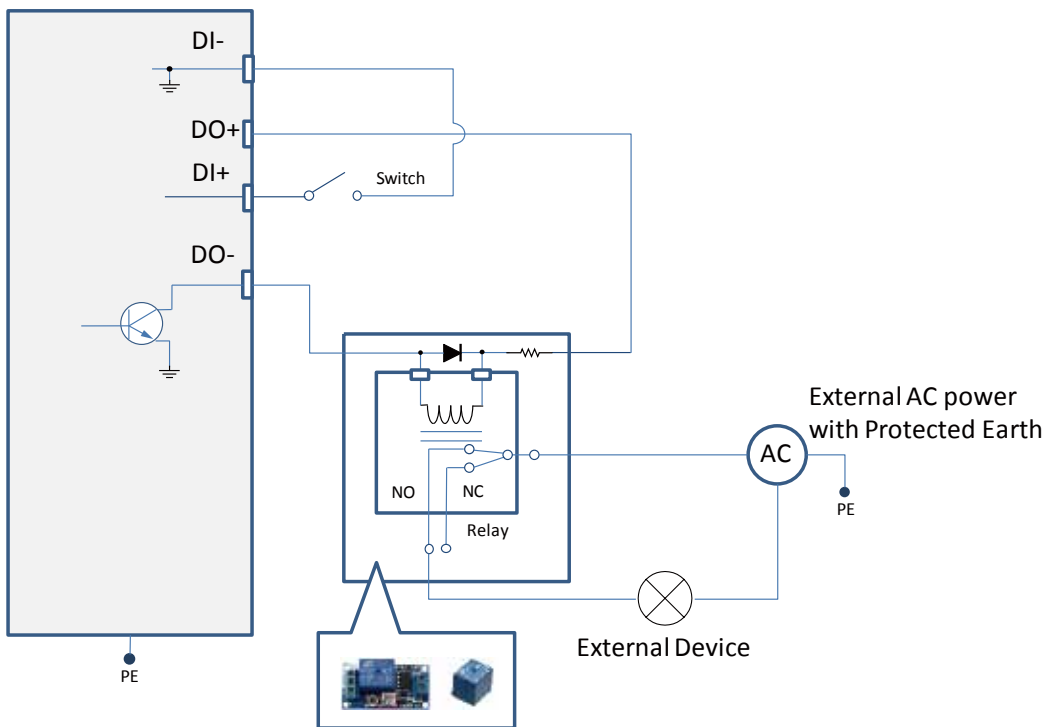 DI-
DO+
DI+
Switch
DO-
External AC power
with Protected Earth
AC
NO
NC
PE
Relay
External Device
PE